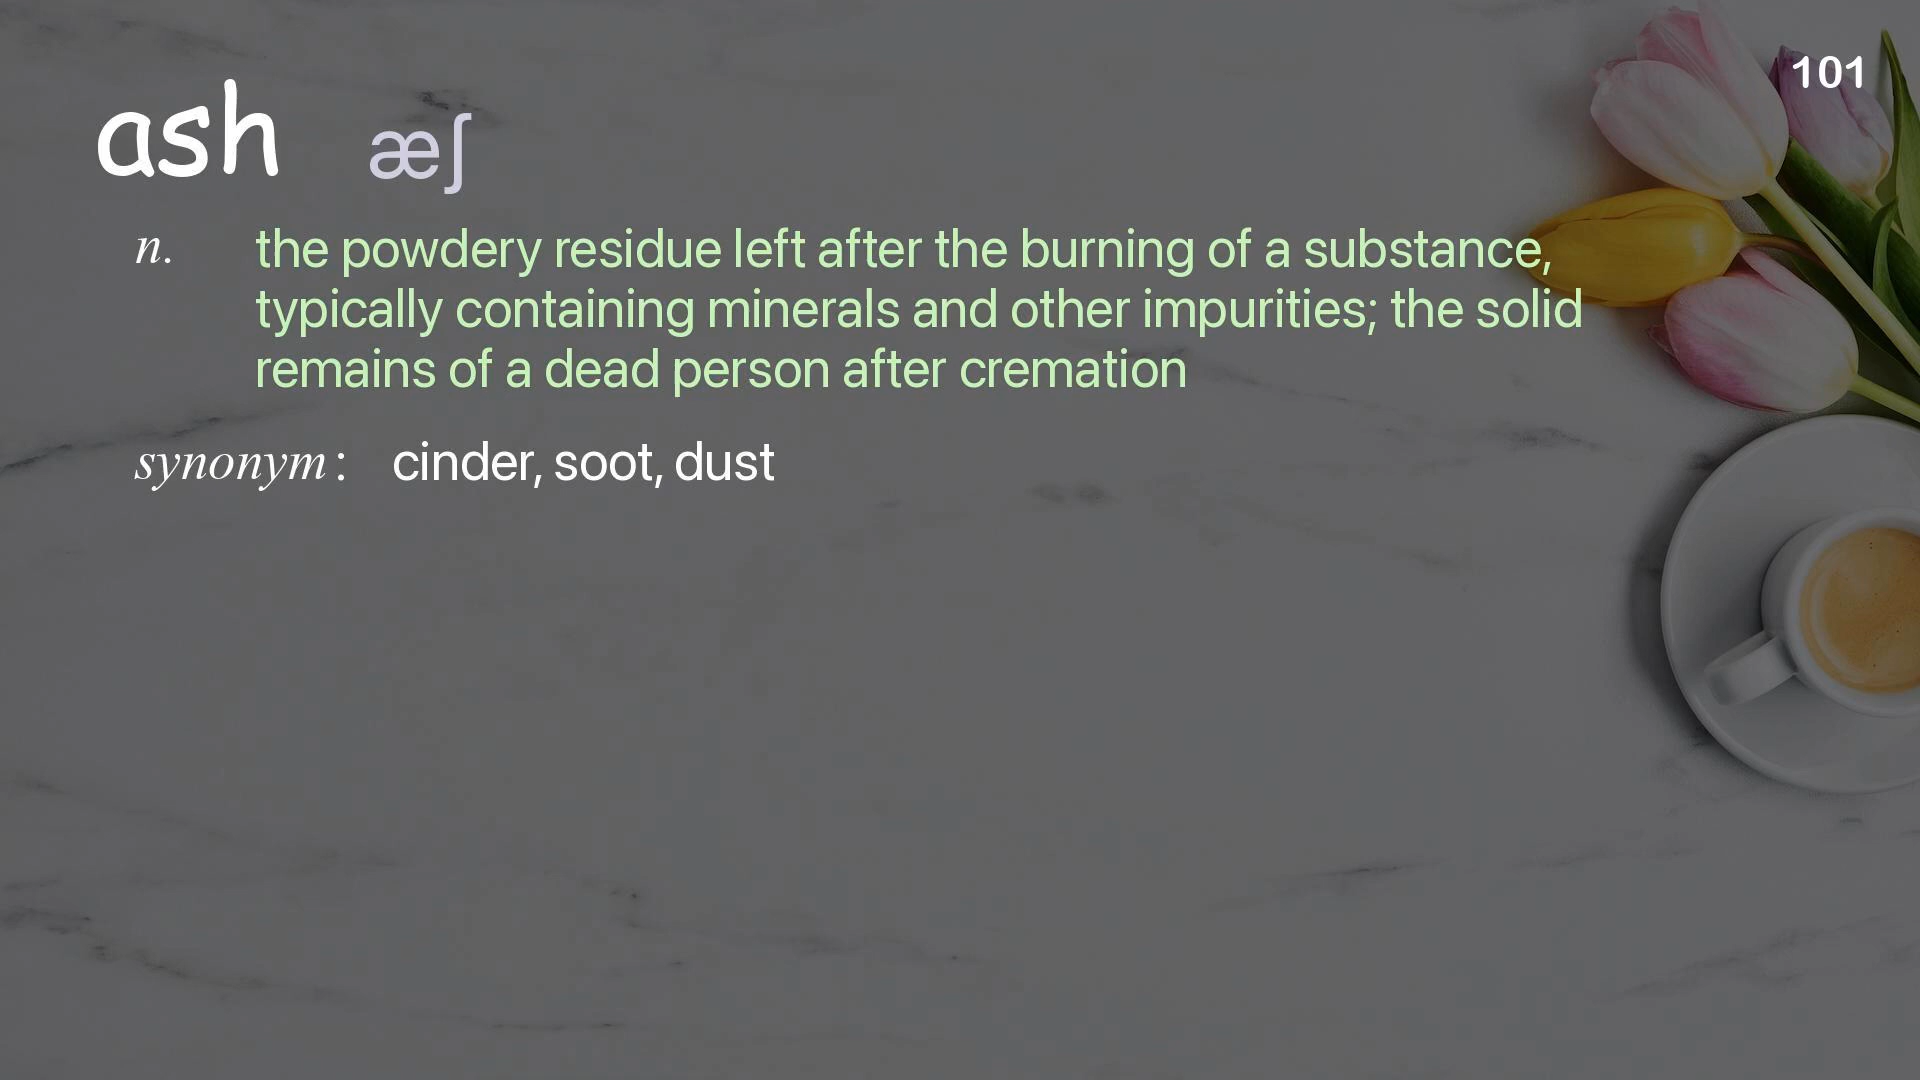 101
ash æʃ
n. the powdery residue left after the burning of a substance,
typically containing minerals and other impurities; the solid
remains of a dead person after cremation
synonym: cinder, soot, dust